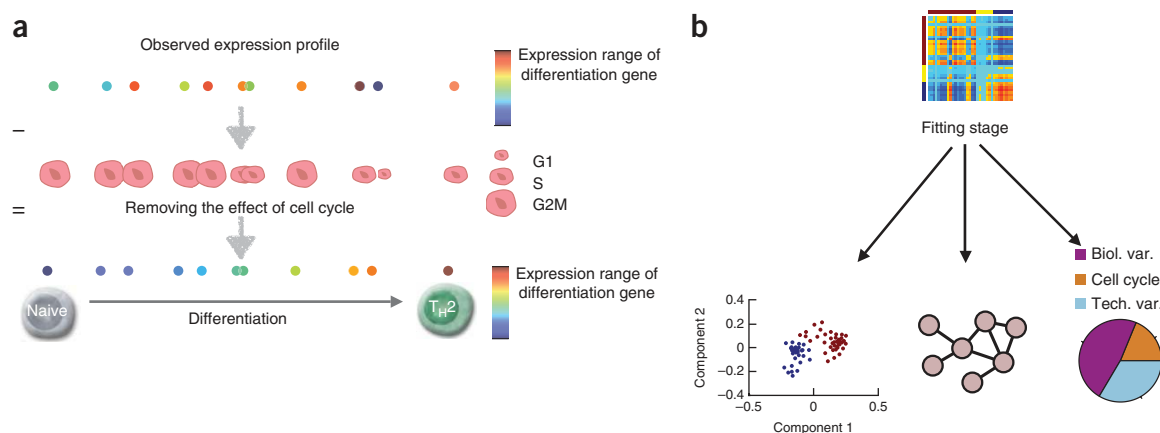 a
Observed expression profile
Expression range of
differentiation gene
–
G1
S
G2M
=
Removing the effect of cell cycle
Expression range of
differentiation gene
Naive
TH2
Differentiation
b
Fitting stage
Biol. var.
Cell cycle
Tech. var.
Component 2
0.4
0.2
0
−0.2
−0.4
−0.5
0
0.5
Component 1